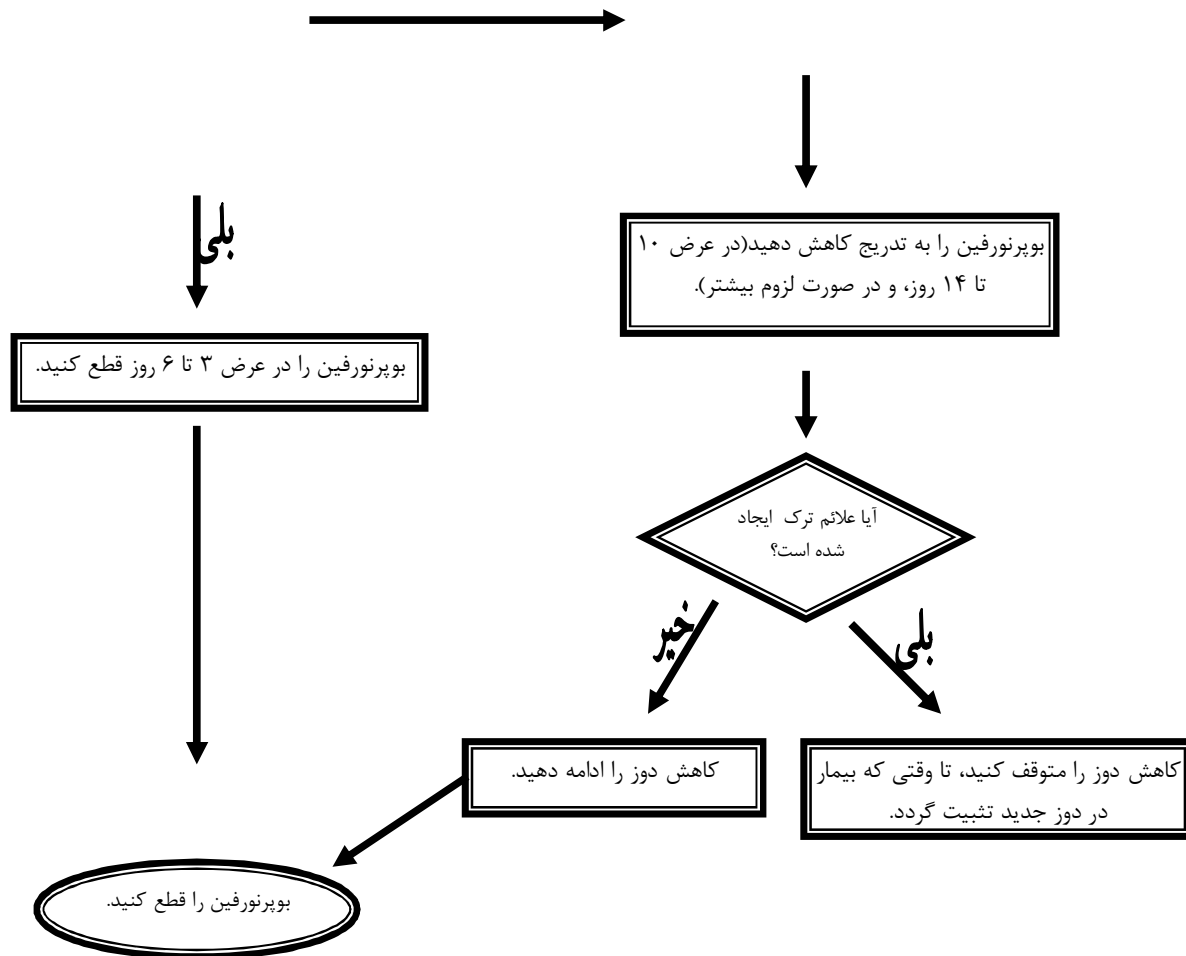 بلی
بوپرنورفین را به تدریج کاهش دهید(در عرض ۱۰
تا ۱۴ روز، و در صورت لزوم بیشتر).
بوپرنورفین را در عرض ۳ تا ۶ روز قطع کنید.
آیا علائم ترک ایجاد
شده است؟
بلی
خیر
کاهش دوز را متوقف کنید، تا وقتی که بیمار
در دوز جدید تثبیت گردد.
کاهش دوز را ادامه دهید.
بوپرنورفین را قطع کنید.